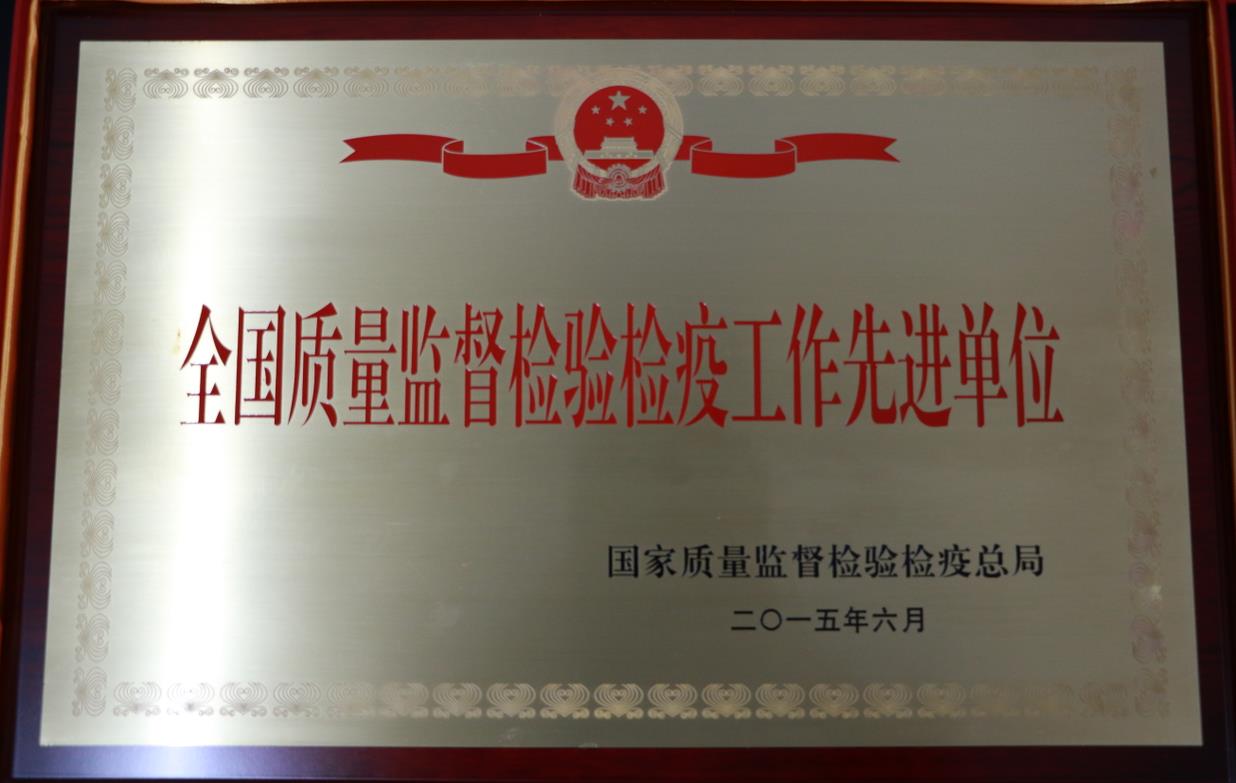 全国质量监督检验检疫工作先进单位
国家质量监督检验检疫总局
二〇一五年六月